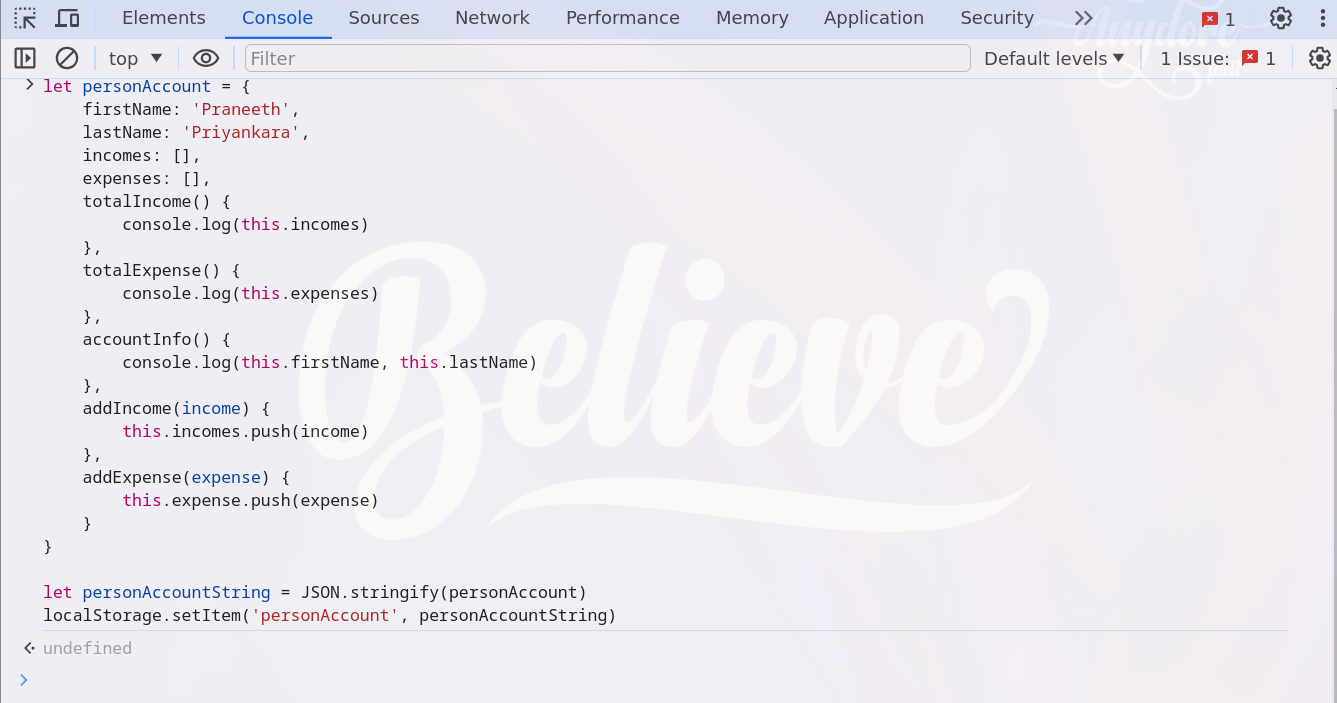 Elements Console Sources Network Performance Memory Application Security 1
top Filter Default levels 1 Issue: 1
let personAccount = {
    firstName: 'Praneeth',
    lastName: 'Priyankara',
    incomes: [],
    expenses: [],
    totalIncome() {
        console.log(this.incomes)
    },
    totalExpense() {
        console.log(this.expenses)
    },
    accountInfo() {
        console.log(this.firstName, this.lastName)
    },
    addIncome(income) {
        this.incomes.push(income)
    },
    addExpense(expense) {
        this.expense.push(expense)
    }
}
let personAccountString = JSON.stringify(personAccount)
localStorage.setItem('personAccount', personAccountString)
undefined
Believe